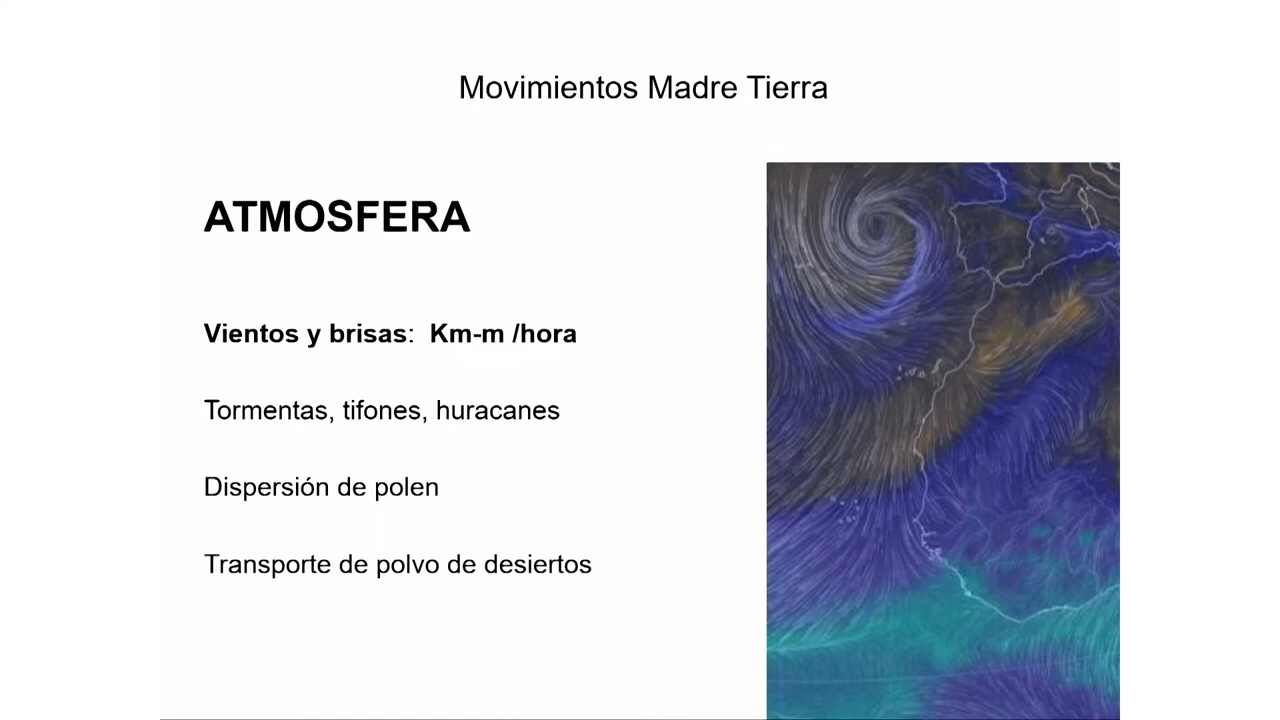 Movimientos Madre Tierra
ATMOSFERA
Vientos y brisas:  Km-m /hora
Tormentas, tifones, huracanes
Dispersión de polen
Transporte de polvo de desiertos